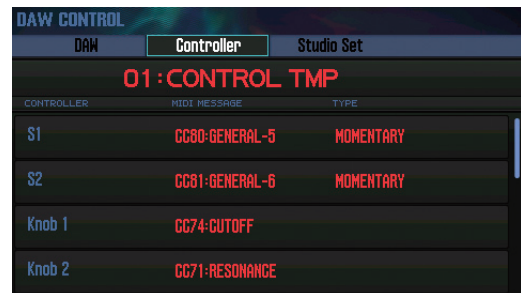 DAW CONTROL
DAW Controller Studio Set
01:CONTROL TMP
CONTROLLER MIDI MESSAGE TYPE
S1 CC80:GENERAL-5 MOMENTARY
S2 CC81:GENERAL-6 MOMENTARY
Knob 1 CC74:CUTOFF
Knob 2 CC71:RESONANCE